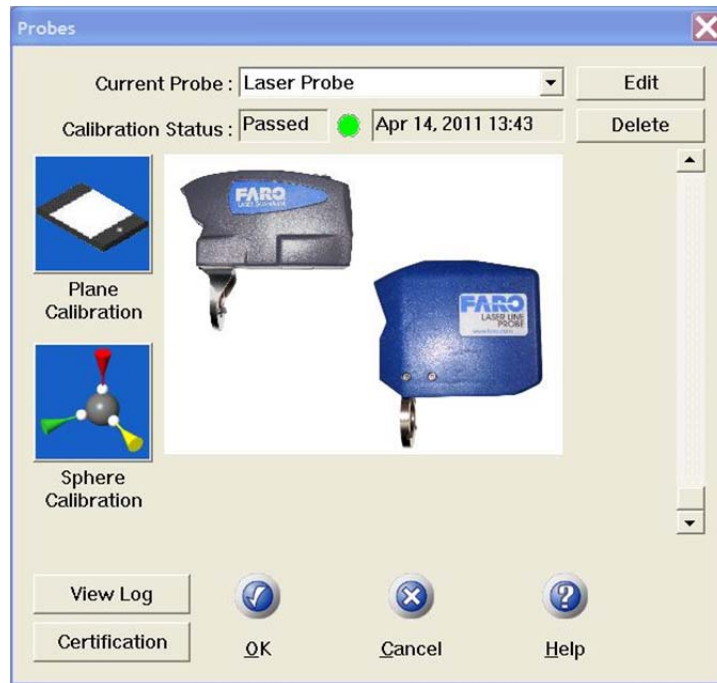 Probes
Current Probe : Laser Probe
Edit
Calibration Status : Passed
Apr 14, 2011 13:43
Delete
FARO
FARO
LASER LINE
PROBE
Plane
Calibration
Sphere
Calibration
View Log
Certification
OK
Cancel
Help